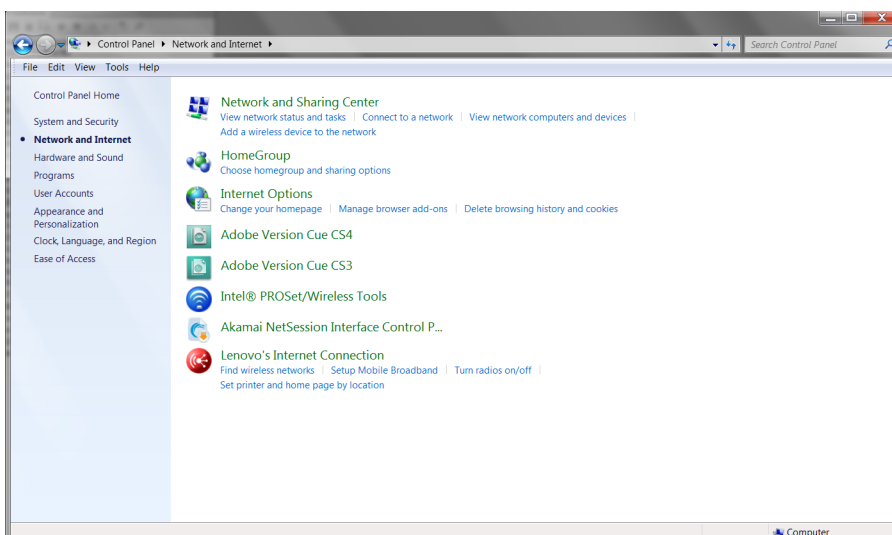 Control Panel Network and Internet Search Control Panel
File Edit View Tools Help
Control Panel Home
System and Security
Network and Internet
Hardware and Sound
Programs
User Accounts
Appearance and
Personalization
Clock, Language, and Region
Ease of Access
Network and Sharing Center
View network status and tasks Connect to a network View network computers and devices
Add a wireless device to the network
HomeGroup
Choose homegroup and sharing options
Internet Options
Change your homepage Manage browser add-ons Delete browsing history and cookies
Adobe Version Cue CS4
Adobe Version Cue CS3
Intel® PROSet/Wireless Tools
Akamai NetSession Interface Control P...
Lenovo's Internet Connection
Find wireless networks Setup Mobile Broadband Turn radios on/off
Set printer and home page by location
Computer